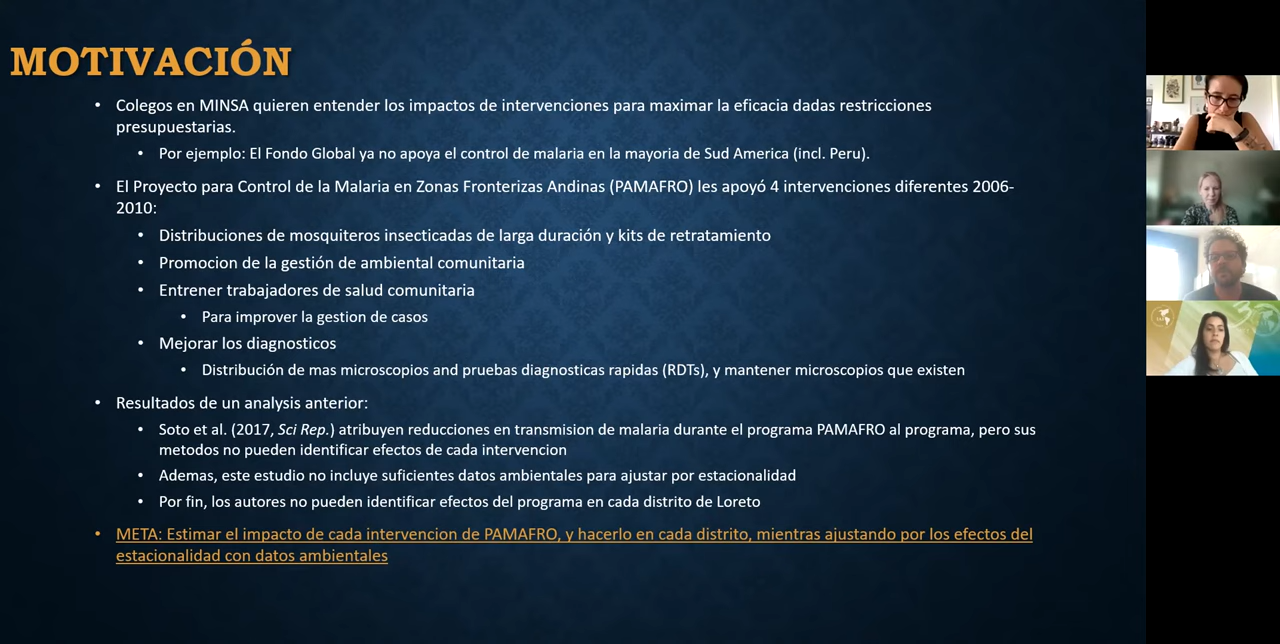 MOTIVACIÓN
Colegos en MINSA quieren entender los impactos de intervenciones para maximar la eficacia dadas restricciones
presupuestarias.
Por ejemplo: El Fondo Global ya no apoya el control de malaria en la mayoria de Sud America (incl. Peru).
El Proyecto para Control de la Malaria en Zonas Fronterizas Andinas (PAMAFRO) les apoyó 4 intervenciones diferentes 2006-
2010:
Distribuciones de mosquiteros insecticadas de larga duración y kits de retratamiento
Promocion de la gestión de ambiental comunitaria
Entrener trabajadores de salud comunitaria
Para improver la gestion de casos
Mejorar los diagnosticos
Distribución de mas microscopios and pruebas diagnosticas rapidas (RDTs), y mantener microscopios que existen
Resultados de un analysis anterior:
Soto et al. (2017, Sci Rep.) atribuyen reducciones en transmision de malaria durante el programa PAMAFRO al programa, pero sus
metodos no pueden identificar efectos de cada intervencion
Ademas, este estudio no incluye suficientes datos ambientales para ajustar por estacionalidad
Por fin, los autores no pueden identificar efectos del programa en cada distrito de Loreto
META: Estimar el impacto de cada intervencion de PAMAFRO, y hacerlo en cada distrito, mientras ajustando por los efectos del
estacionalidad con datos ambientales